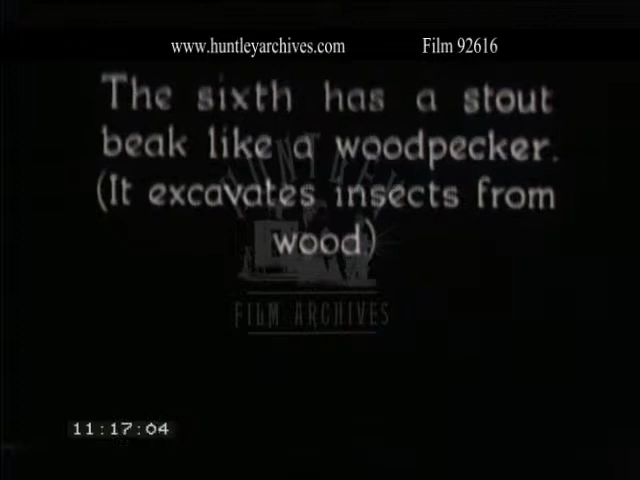 www.huntleyarchives.com Film 92616
The sixth has a stout
beak like a woodpecker.
(It excavates insects from
wood)
HUNTLEY
FILM ARCHIVES
11:17:04